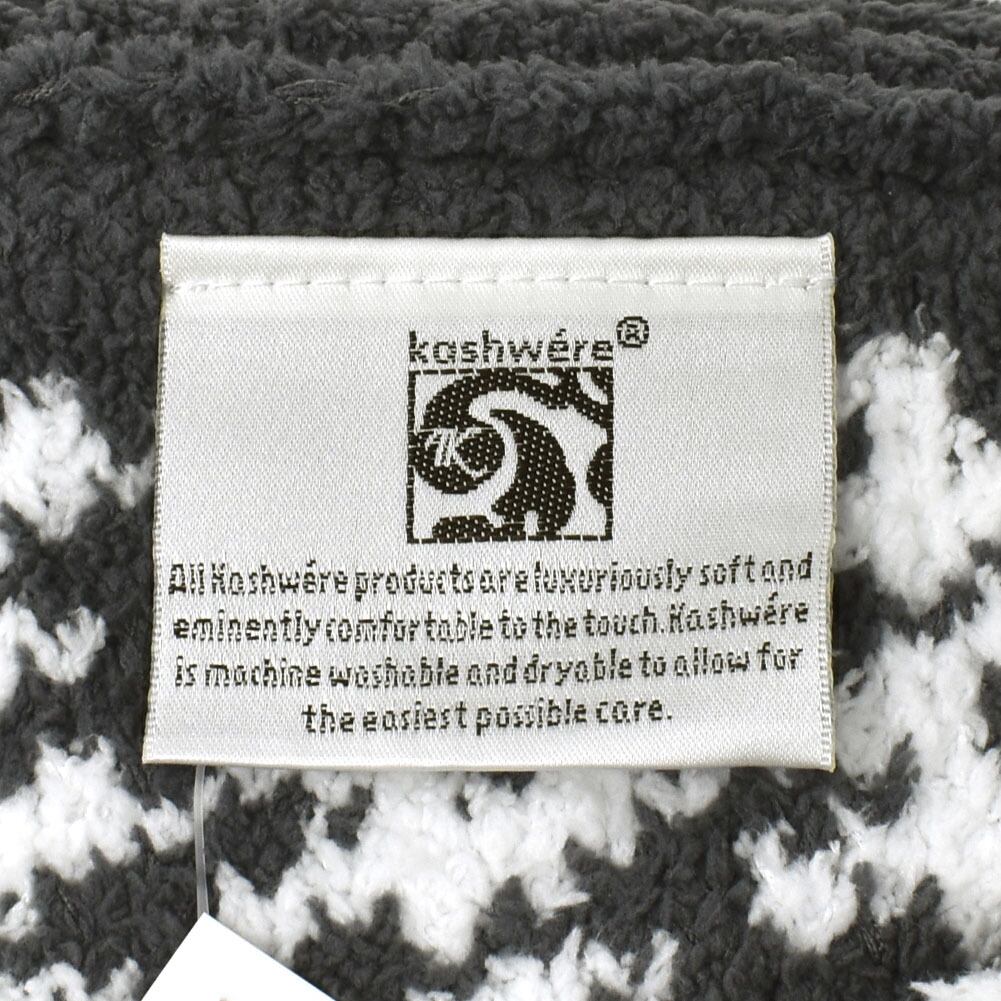 kashwére®
K
All Kashwére products are luxuriously soft and
eminently comfortable to the touch. Kashwére
is machine washable and dryable to allow for
the easiest possible care.